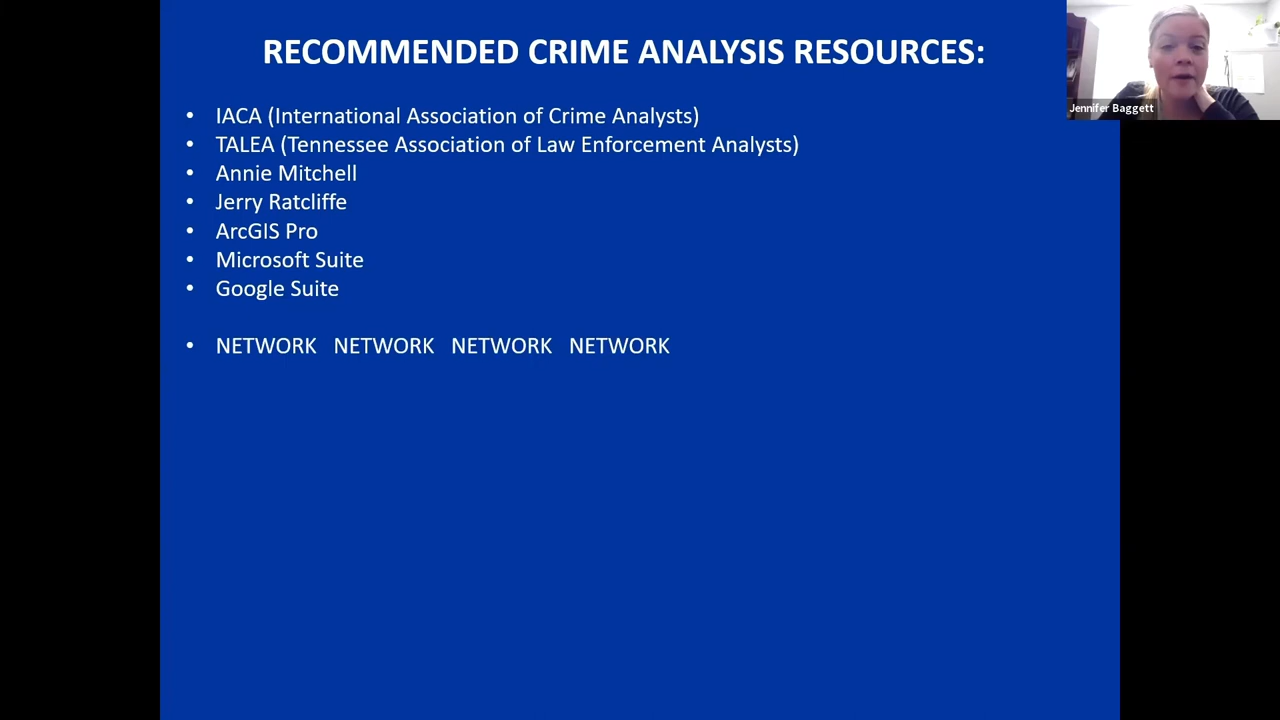 RECOMMENDED CRIME ANALYSIS RESOURCES:
Jennifer Baggett
• IACA (International Association of Crime Analysts)
• TALEA (Tennessee Association of Law Enforcement Analysts)
• Annie Mitchell
• Jerry Ratcliffe
• ArcGIS Pro
• Microsoft Suite
• Google Suite
• NETWORK NETWORK NETWORK NETWORK